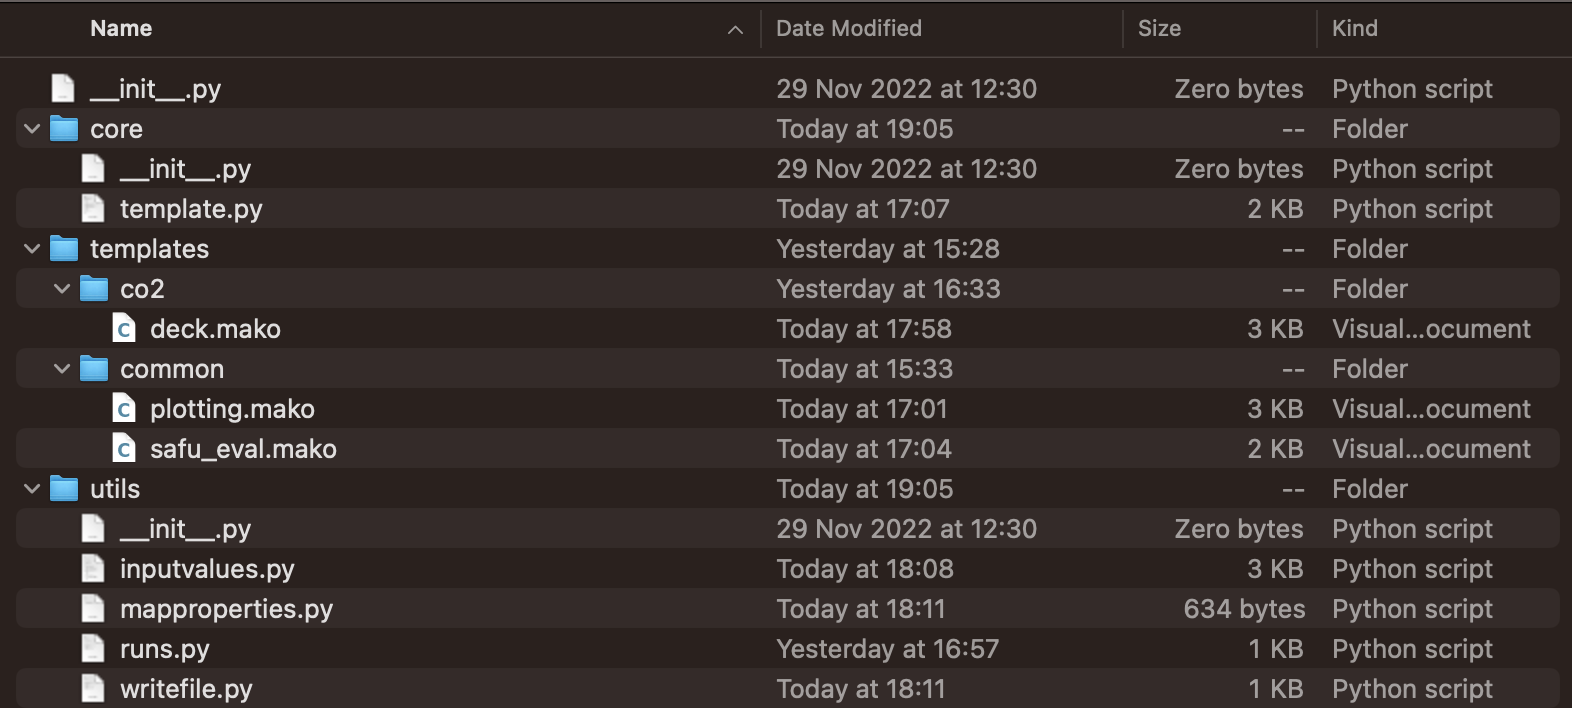 Name Date Modified Size Kind
__init__.py 29 Nov 2022 at 12:30 Zero bytes Python script
core Today at 19:05 -- Folder
__init__.py 29 Nov 2022 at 12:30 Zero bytes Python script
template.py Today at 17:07 2 KB Python script
templates Yesterday at 15:28 -- Folder
co2 Yesterday at 16:33 -- Folder
C deck.mako Today at 17:58 3 KB Visual...ocument
common Today at 15:33 -- Folder
C plotting.mako Today at 17:01 3 KB Visual...ocument
C safu_eval.mako Today at 17:04 2 KB Visual...ocument
utils Today at 19:05 -- Folder
__init__.py 29 Nov 2022 at 12:30 Zero bytes Python script
inputvalues.py Today at 18:08 3 KB Python script
mapproperties.py Today at 18:11 634 bytes Python script
runs.py Yesterday at 16:57 1 KB Python script
writefile.py Today at 18:11 1 KB Python script